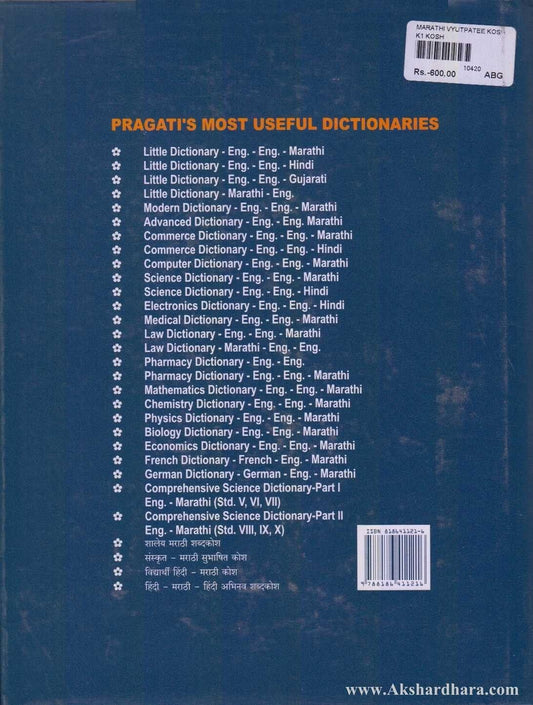 MARATHI VYUTPATEE KOS
K1 KOSH
10420
Rs.-600.00 ABG
PRAGATI'S MOST USEFUL DICTIONARIES
Little Dictionary - Eng. - Eng. - Marathi
Little Dictionary - Eng. - Eng. - Hindi
Little Dictionary - Eng. - Eng. - Gujarati
Little Dictionary - Marathi - Eng.
Modern Dictionary - Eng. - Eng. - Marathi
Advanced Dictionary - Eng. - Eng. Marathi
Commerce Dictionary - Eng. - Eng. - Marathi
Commerce Dictionary - Eng. - Eng. - Hindi
Computer Dictionary - Eng. - Eng. - Marathi
Science Dictionary - Eng. - Eng. - Marathi
Science Dictionary - Eng. - Eng. - Hindi
Electronics Dictionary - Eng. - Eng. - Hindi
Medical Dictionary - Eng. - Eng. - Marathi
Law Dictionary - Eng. - Eng. - Marathi
Law Dictionary - Marathi - Eng. - Eng.
Pharmacy Dictionary - Eng. - Eng.
Pharmacy Dictionary - Eng. - Eng. - Marathi
Mathematics Dictionary - Eng. - Eng. - Marathi
Chemistry Dictionary - Eng. - Eng. - Marathi
Physics Dictionary - Eng. - Eng. - Marathi
Biology Dictionary - Eng. - Eng. - Marathi
Economics Dictionary - Eng. - Eng. - Marathi
French Dictionary - French - Eng. - Marathi
German Dictionary - German - Eng. - Marathi
Comprehensive Science Dictionary-Part I
Eng. - Marathi (Std. V, VI, VII)
Comprehensive Science Dictionary-Part II
Eng. - Marathi (Std. VIII, IX, X)
शालेय मराठी शब्दकोश
संस्कृत - मराठी सुभाषित कोश
विद्यार्थी हिंदी - मराठी कोश
हिंदी - मराठी - हिंदी अभिनव शब्दकोश
ISBN 818641121-6
9 788186 411216
www.Akshardhara.com